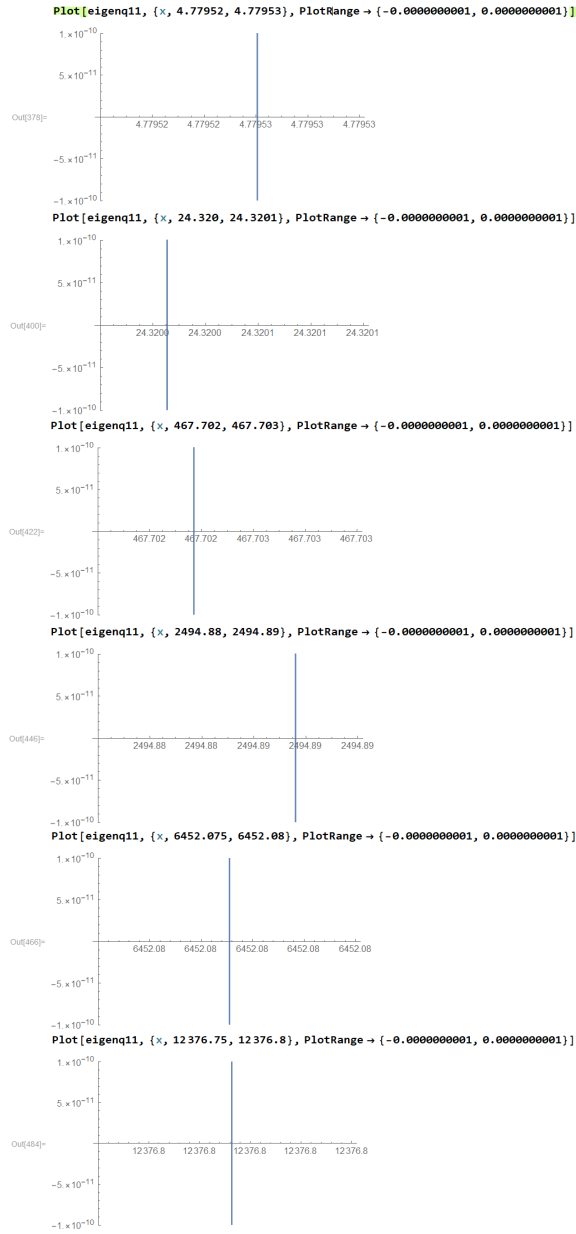 Plot[eigenq11, {x, 4.77952, 4.77953}, PlotRange → {-0.0000000001, 0.0000000001}]
1.×10⁻¹⁰
5.×10⁻¹¹
Out[378]=
4.77952 4.77952 4.77953 4.77953 4.77953
-5.×10⁻¹¹
-1.×10⁻¹⁰
Plot[eigenq11, {x, 24.320, 24.3201}, PlotRange → {-0.0000000001, 0.0000000001}]
1.×10⁻¹⁰
5.×10⁻¹¹
Out[400]=
24.3200 24.3200 24.3201 24.3201 24.3201
-5.×10⁻¹¹
-1.×10⁻¹⁰
Plot[eigenq11, {x, 467.702, 467.703}, PlotRange → {-0.0000000001, 0.0000000001}]
1.×10⁻¹⁰
5.×10⁻¹¹
Out[422]=
467.702 467.702 467.703 467.703 467.703
-5.×10⁻¹¹
-1.×10⁻¹⁰
Plot[eigenq11, {x, 2494.88, 2494.89}, PlotRange → {-0.0000000001, 0.0000000001}]
1.×10⁻¹⁰
5.×10⁻¹¹
Out[446]=
2494.88 2494.88 2494.89 2494.89 2494.89
-5.×10⁻¹¹
-1.×10⁻¹⁰
Plot[eigenq11, {x, 6452.075, 6452.08}, PlotRange → {-0.0000000001, 0.0000000001}]
1.×10⁻¹⁰
5.×10⁻¹¹
Out[466]=
6452.08 6452.08 6452.08 6452.08 6452.08
-5.×10⁻¹¹
-1.×10⁻¹⁰
Plot[eigenq11, {x, 12376.75, 12376.8}, PlotRange → {-0.0000000001, 0.0000000001}]
1.×10⁻¹⁰
5.×10⁻¹¹
Out[484]=
12376.8 12376.8 12376.8 12376.8 12376.8
-5.×10⁻¹¹
-1.×10⁻¹⁰